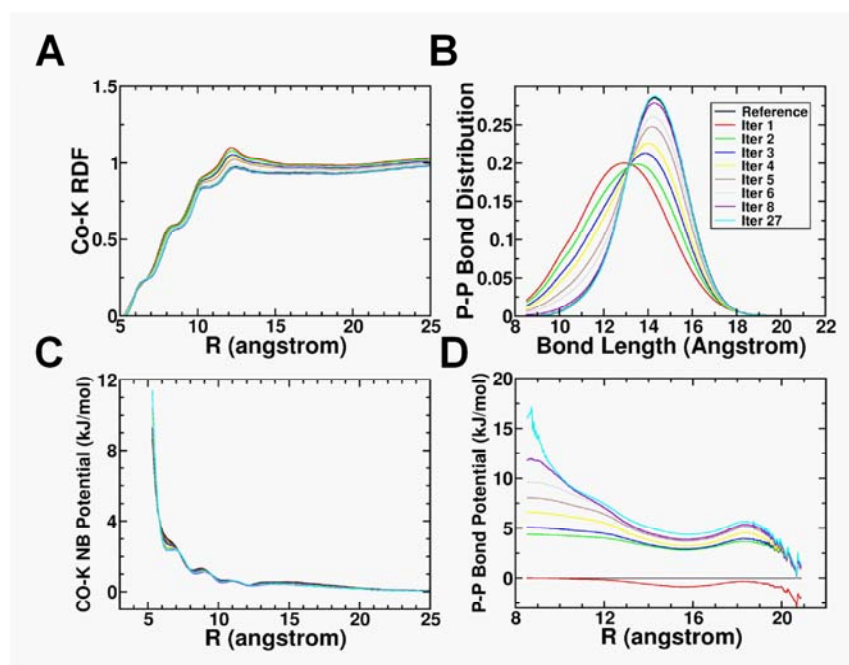 A
B
1.5
1
0.5
0
Co-K RDF
5 10 15 20 25
R (angstrom)
0.25
0.2
0.15
0.1
0.05
0
P-P Bond Distribution
8 10 12 14 16 18 20 22
Bond Length (Angstrom)
Reference
Iter 1
Iter 2
Iter 3
Iter 4
Iter 5
Iter 6
Iter 8
Iter 27
C
D
12
8
4
0
CO-K NB Potential (kJ/mol)
5 10 15 20 25
R (angstrom)
20
15
10
5
0
P-P Bond Potential (kJ/mol)
8 12 16 20
R (angstrom)